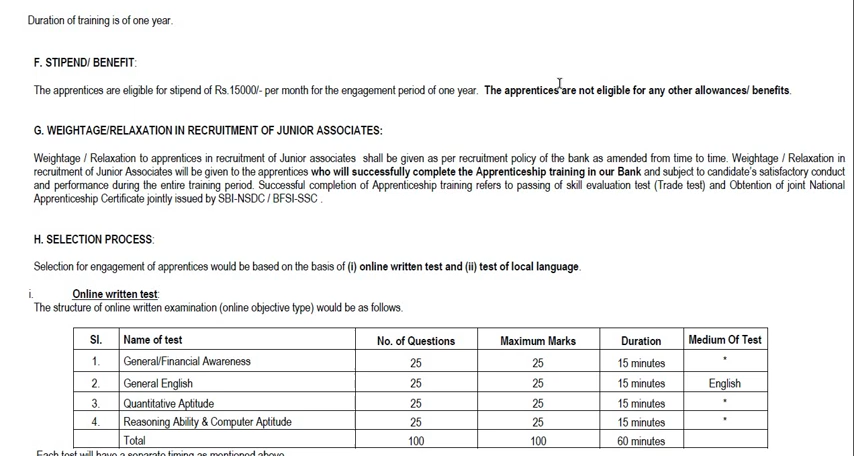 Duration of training is of one year.
F. STIPEND/ BENEFIT:
The apprentices are eligible for stipend of Rs.15000/- per month for the engagement period of one year. The apprentices are not eligible for any other allowances/ benefits.
G. WEIGHTAGE/RELAXATION IN RECRUITMENT OF JUNIOR ASSOCIATES:
Weightage / Relaxation to apprentices in recruitment of Junior associates shall be given as per recruitment policy of the bank as amended from time to time. Weightage / Relaxation in
recruitment of Junior Associates will be given to the apprentices who will successfully complete the Apprenticeship training in our Bank and subject to candidate's satisfactory conduct
and performance during the entire training period. Successful completion of Apprenticeship training refers to passing of skill evaluation test (Trade test) and Obtention of joint National
Apprenticeship Certificate jointly issued by SBI-NSDC / BFSI-SSC .
H. SELECTION PROCESS:
Selection for engagement of apprentices would be based on the basis of (i) online written test and (ii) test of local language.
i. Online written test:
The structure of online written examination (online objective type) would be as follows.
Sl. Name of test No. of Questions Maximum Marks Duration Medium Of Test
1. General/Financial Awareness 25 25 15 minutes *
2. General English 25 25 15 minutes English
3. Quantitative Aptitude 25 25 15 minutes *
4. Reasoning Ability & Computer Aptitude 25 25 15 minutes *
Total 100 100 60 minutes
Each test will have a separate timing as mentioned above